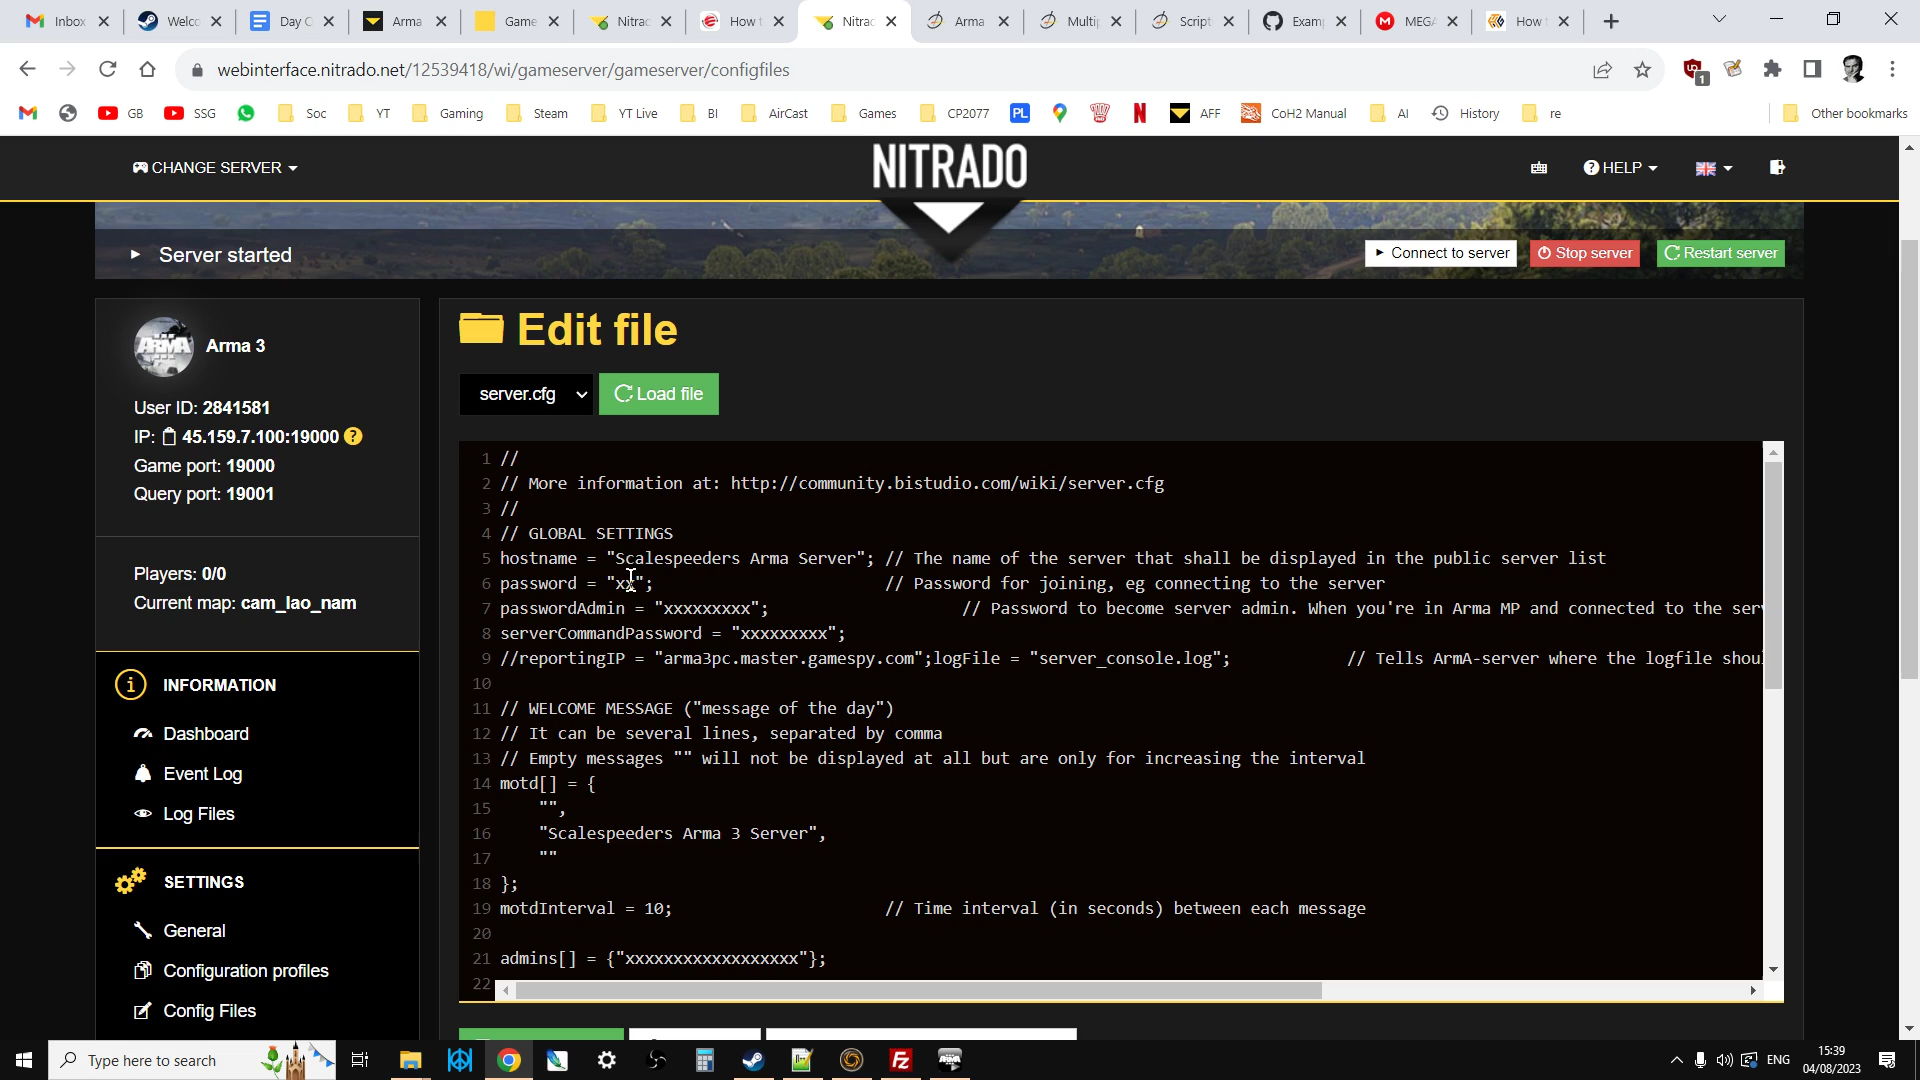 Inbox
Welco
Day C
Arma
Game
Nitrac
How t
Nitrac
Arma
Multi
Script
Exam
MEGA
How
webinterface.nitrado.net/12539418/wi/gameserver/gameserver/configfiles
1
GB
SSG
Soc
YT
Gaming
Steam
YT Live
BI
AirCast
Games
CP2077
PL
AFF
CoH2 Manual
AI
History
re
Other bookmarks
CHANGE SERVER
NITRADO
HELP
Server started
Connect to server
Stop server
Restart server
ARMA
Arma 3
User ID: 2841581
IP: 45.159.7.100:19000 ?
Game port: 19000
Query port: 19001
Players: 0/0
Current map: cam_lao_nam
INFORMATION
Dashboard
Event Log
Log Files
SETTINGS
General
Configuration profiles
Config Files
Edit file
server.cfg
Load file
1 //
2 // More information at: http://community.bistudio.com/wiki/server.cfg
3 //
4 // GLOBAL SETTINGS
5 hostname = "Scalespeeders Arma Server"; // The name of the server that shall be displayed in the public server list
6 password = "xx"; // Password for joining, eg connecting to the server
7 passwordAdmin = "xxxxxxxxx"; // Password to become server admin. When you're in Arma MP and connected to the ser
8 serverCommandPassword = "xxxxxxxxx";
9 //reportingIP = "arma3pc.master.gamespy.com";logFile = "server_console.log"; // Tells ArmA-server where the logfile shou
10
11 // WELCOME MESSAGE ("message of the day")
12 // It can be several lines, separated by comma
13 // Empty messages "" will not be displayed at all but are only for increasing the interval
14 motd[] = {
15 "",
16 "Scalespeeders Arma 3 Server",
17 ""
18 };
19 motdInterval = 10; // Time interval (in seconds) between each message
20
21 admins[] = {"xxxxxxxxxxxxxxxxxx"};
22
Type here to search
ENG
15:39
04/08/2023